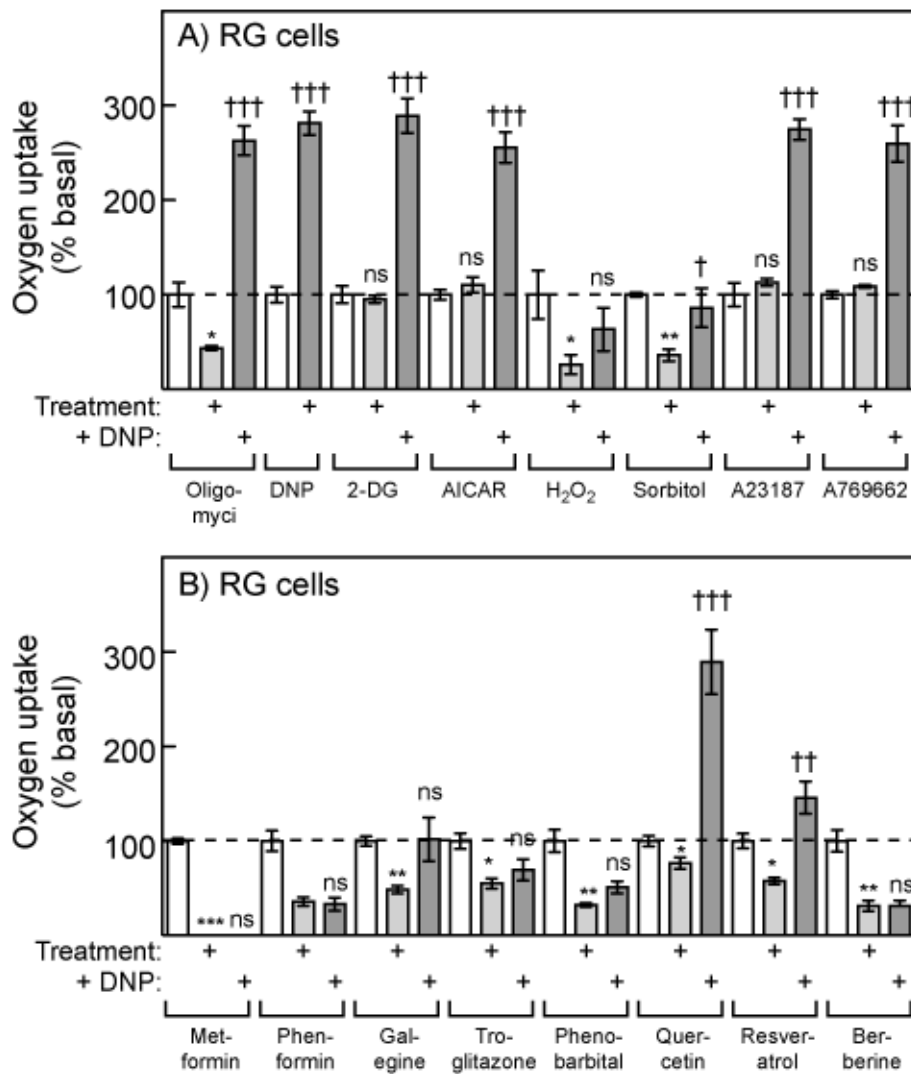 A) RG cells
Oxygen uptake
(% basal)
300
200
100
††† ††† ††† ††† ††† †††
* ns ns * ns ** † ns ns
Treatment: + + + + + + + +
+ DNP: + + + + + + +
Oligo-
myci
DNP
2-DG
AICAR
H₂O₂
Sorbitol
A23187
A769662
B) RG cells
Oxygen uptake
(% basal)
300
200
100
††† ††
*** ns ns ** ns * ns ** ns * * ** ns
Treatment: + + + + + + + +
+ DNP: + + + + + + + +
Met-
formin
Phen-
formin
Gal-
egine
Tro-
glitazone
Pheno-
barbital
Quer-
cetin
Resver-
atrol
Ber-
berine